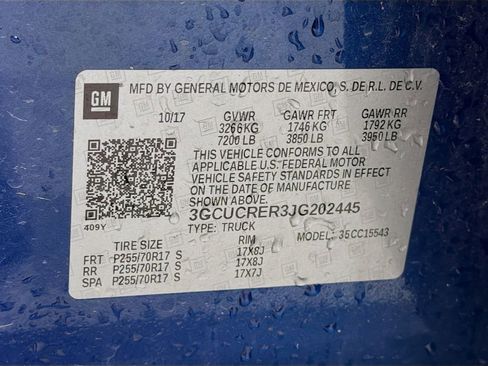 GM
MFD BY GENERAL MOTORS DE MÉXICO, S. DE R.L. DE C.V.
10/17 GVWR GAWR FRT GAWR RR
3266 KG 1746 KG 1792 KG
7200 LB 3850 LB 3950 LB
THIS VEHICLE CONFORMS TO ALL
APPLICABLE U.S. FEDERAL MOTOR
VEHICLE SAFETY STANDARDS IN EFFECT
ON THE DATE OF MANUFACTURE
SHOWN ABOVE.
3GCUCRER3JG202445
409Y TYPE: TRUCK MODEL: 35CC15543
TIRE SIZE RIM
FRT P255/70R17 S 17X8J
RR P255/70R17 S 17X8J
SPA P255/70R17 S 17X7J